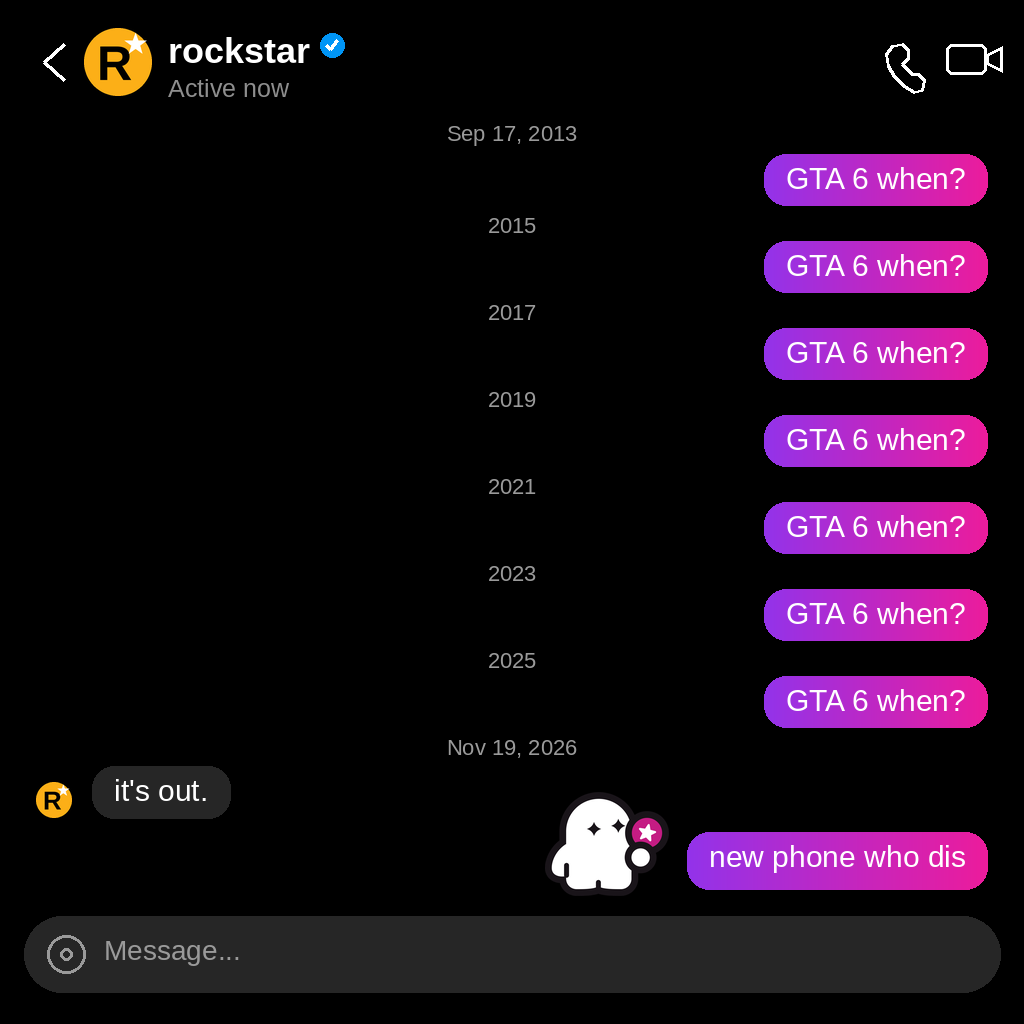 R
rockstar
Active now
Sep 17, 2013
GTA 6 when?
2015
GTA 6 when?
2017
GTA 6 when?
2019
GTA 6 when?
2021
GTA 6 when?
2023
GTA 6 when?
2025
GTA 6 when?
Nov 19, 2026
R
it's out.
new phone who dis
Message...